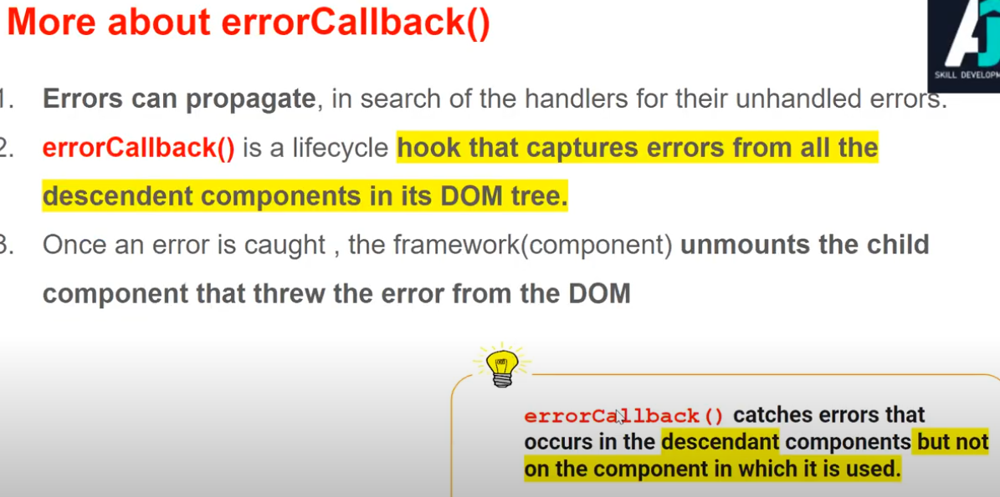 More about errorCallback()
SKILL DEVELOPM
1. Errors can propagate, in search of the handlers for their unhandled errors.
2. errorCallback() is a lifecycle hook that captures errors from all the
descendent components in its DOM tree.
3. Once an error is caught , the framework(component) unmounts the child
component that threw the error from the DOM
errorCallback() catches errors that
occurs in the descendant components but not
on the component in which it is used.